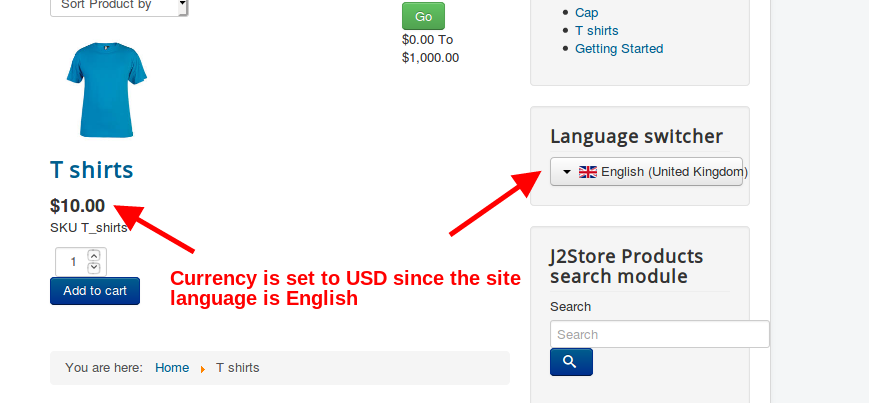 Sort Product by
Go
$0.00 To
$1,000.00
T shirts
$10.00
SKU T_shirts
1
Add to cart
Currency is set to USD since the site
language is English
You are here: Home T shirts
Cap
T shirts
Getting Started
Language switcher
English (United Kingdom)
J2Store Products
search module
Search
Search